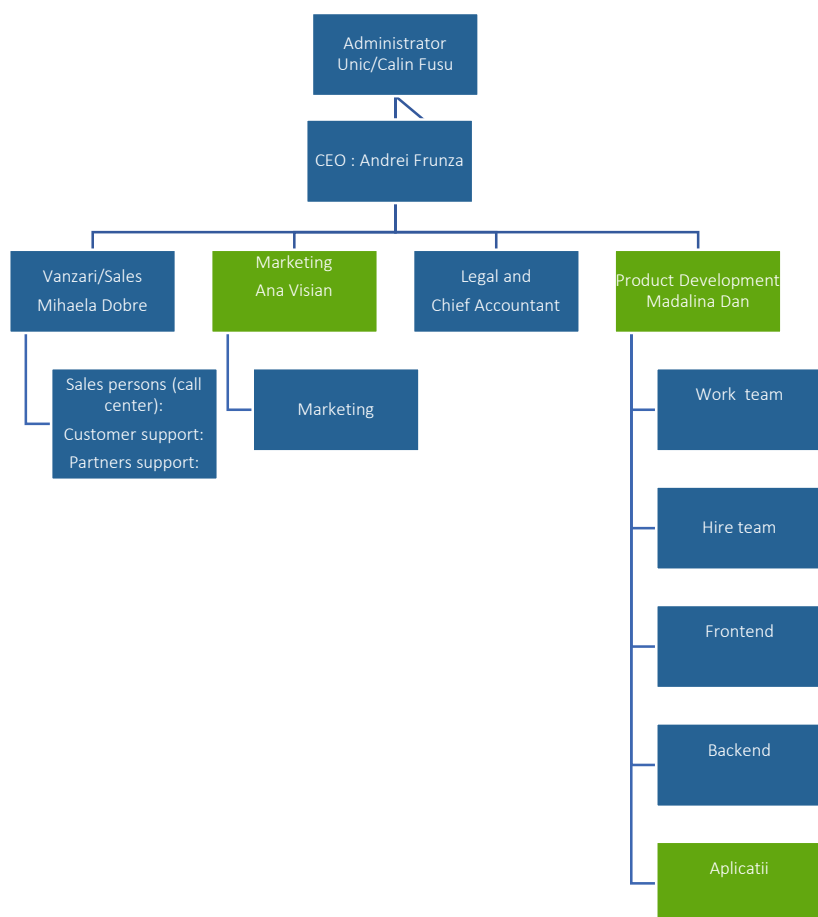 Administrator
Unic/Calin Fusu
CEO : Andrei Frunza
Vanzari/Sales
Mihaela Dobre
Marketing
Ana Visian
Legal and
Chief Accountant
Product Development
Madalina Dan
Sales persons (call
center):
Customer support:
Partners support:
Marketing
Work  team
Hire team
Frontend
Backend
Aplicatii